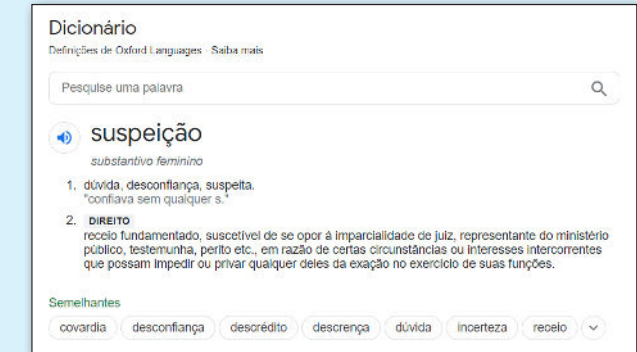 Dicionário
Definições de Oxford Languages · Saiba mais
Pesquise uma palavra
suspeição
substantivo feminino
1. dúvida, desconfiança, suspeita.
"confiava sem qualquer s."
2. DIREITO
receio fundamentado, suscetível de se opor à imparcialidade de juiz, representante do ministério
público, testemunha, perito etc., em razão de certas circunstâncias ou interesses intercorrentes
que possam impedir ou privar qualquer deles da exação no exercício de suas funções.
Semelhantes
covardia desconfiança descrédito descrença dúvida incerteza receio